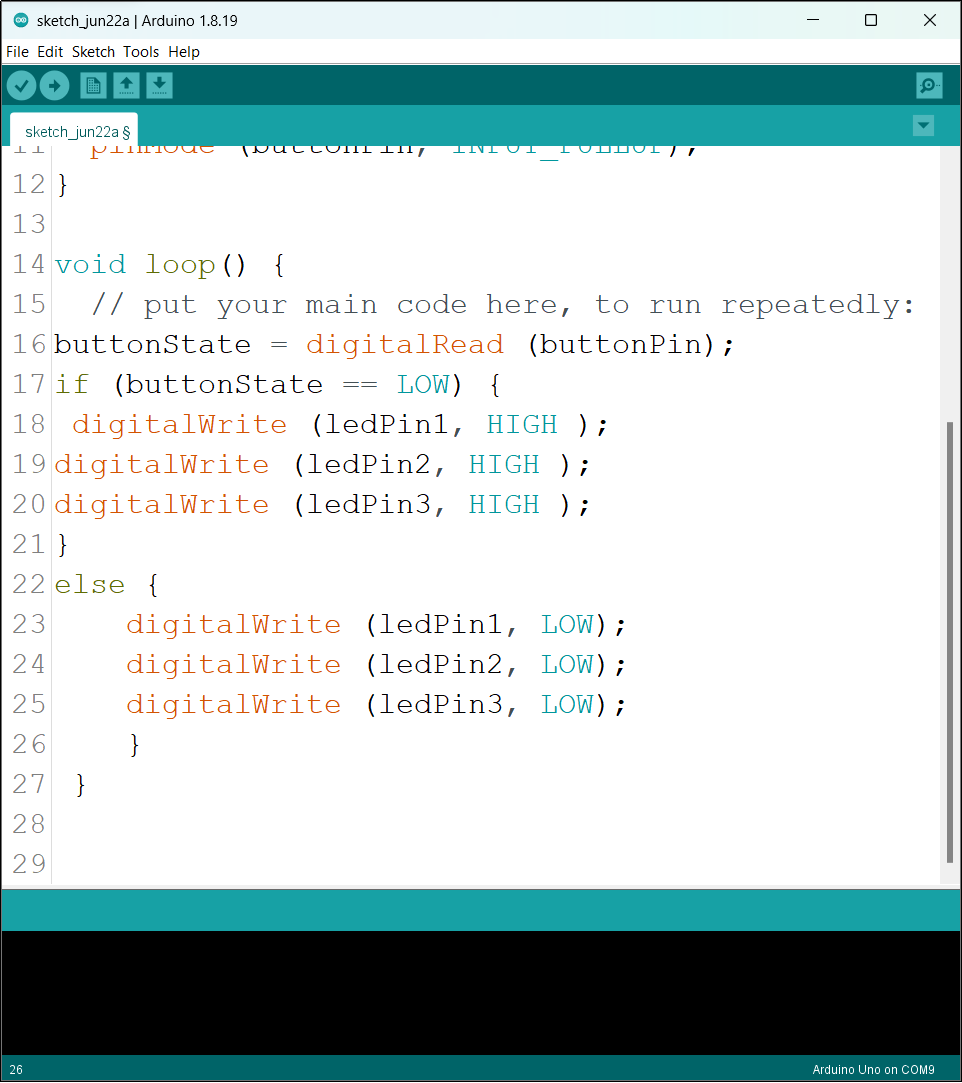 sketch_jun22a | Arduino 1.8.19
File Edit Sketch Tools Help
sketch_jun22a §
11 pinMode (buttonPin, INPUT_PULLUP);
12 }
13
14 void loop() {
15 // put your main code here, to run repeatedly:
16 buttonState = digitalRead (buttonPin);
17 if (buttonState == LOW) {
18 digitalWrite (ledPin1, HIGH );
19 digitalWrite (ledPin2, HIGH );
20 digitalWrite (ledPin3, HIGH );
21 }
22 else {
23 digitalWrite (ledPin1, LOW);
24 digitalWrite (ledPin2, LOW);
25 digitalWrite (ledPin3, LOW);
26 }
27 }
28
29
26 Arduino Uno on COM9